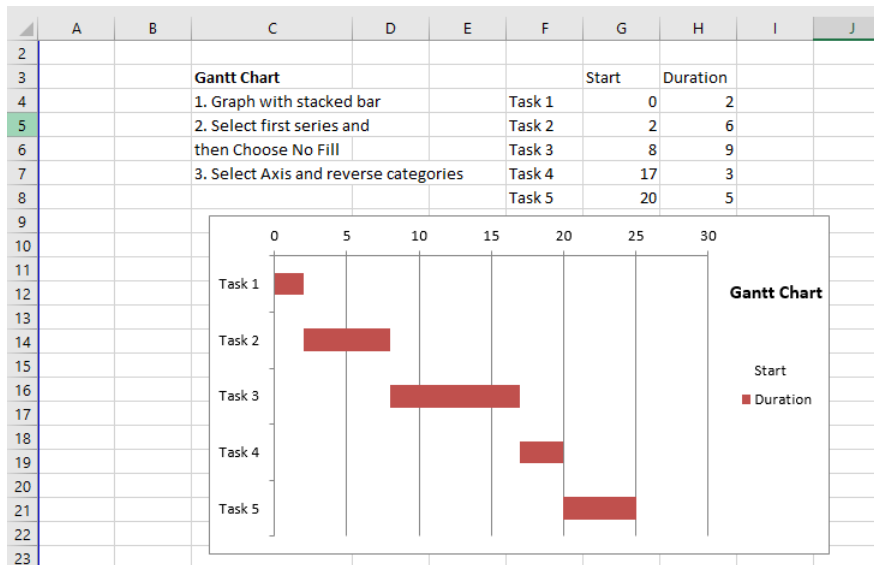 A B C D E F G H I J
2
3 Gantt Chart Start Duration
4 1. Graph with stacked bar Task 1 0 2
5 2. Select first series and Task 2 2 6
6 then Choose No Fill Task 3 8 9
7 3. Select Axis and reverse categories Task 4 17 3
8 Task 5 20 5
9
10 0 5 10 15 20 25 30
11
12 Task 1 Gantt Chart
13
14 Task 2
15 Start
16 Task 3 Duration
17
18
19 Task 4
20
21 Task 5
22
23